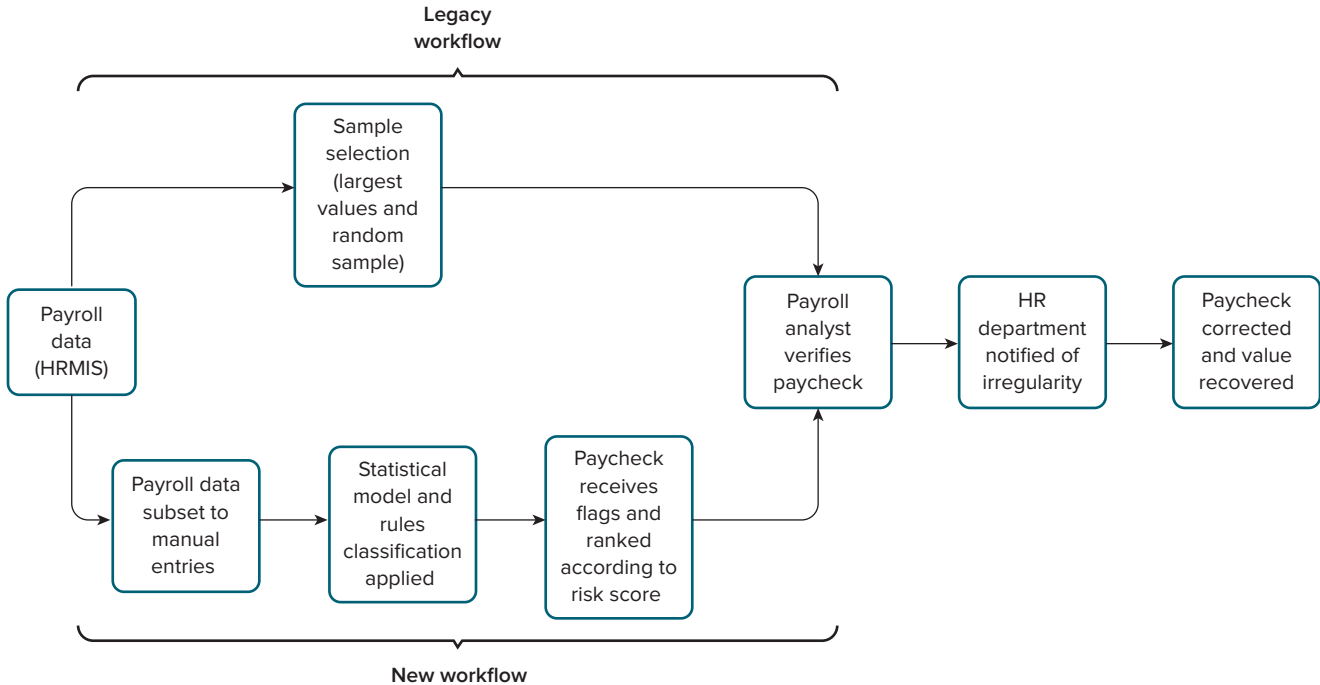 Legacy
workflow
Sample
selection
(largest
values and
random
sample)
Payroll
data
(HRMIS)
Payroll
analyst
verifies
paycheck
HR
department
notified of
irregularity
Paycheck
corrected
and value
recovered
Payroll data
subset to
manual
entries
Statistical
model and
rules
classification
applied
Paycheck
receives
flags and
ranked
according to
risk score
New workflow